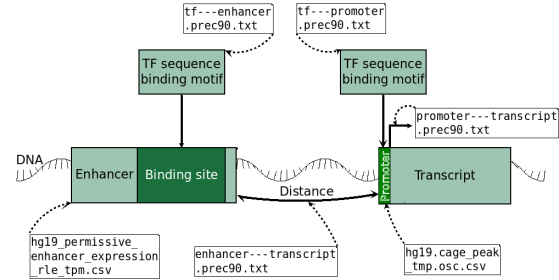 tf---enhancer
.prec90.txt
tf---promoter
.prec90.txt
TF sequence
binding motif
TF sequence
binding motif
promoter---transcript
.prec90.txt
DNA
Enhancer
Binding site
Promoter
Transcript
Distance
hg19_permissive_
enhancer_expression
_rle_tpm.csv
enhancer---transcript
.prec90.txt
hg19.cage_peak
_tmp.osc.csv